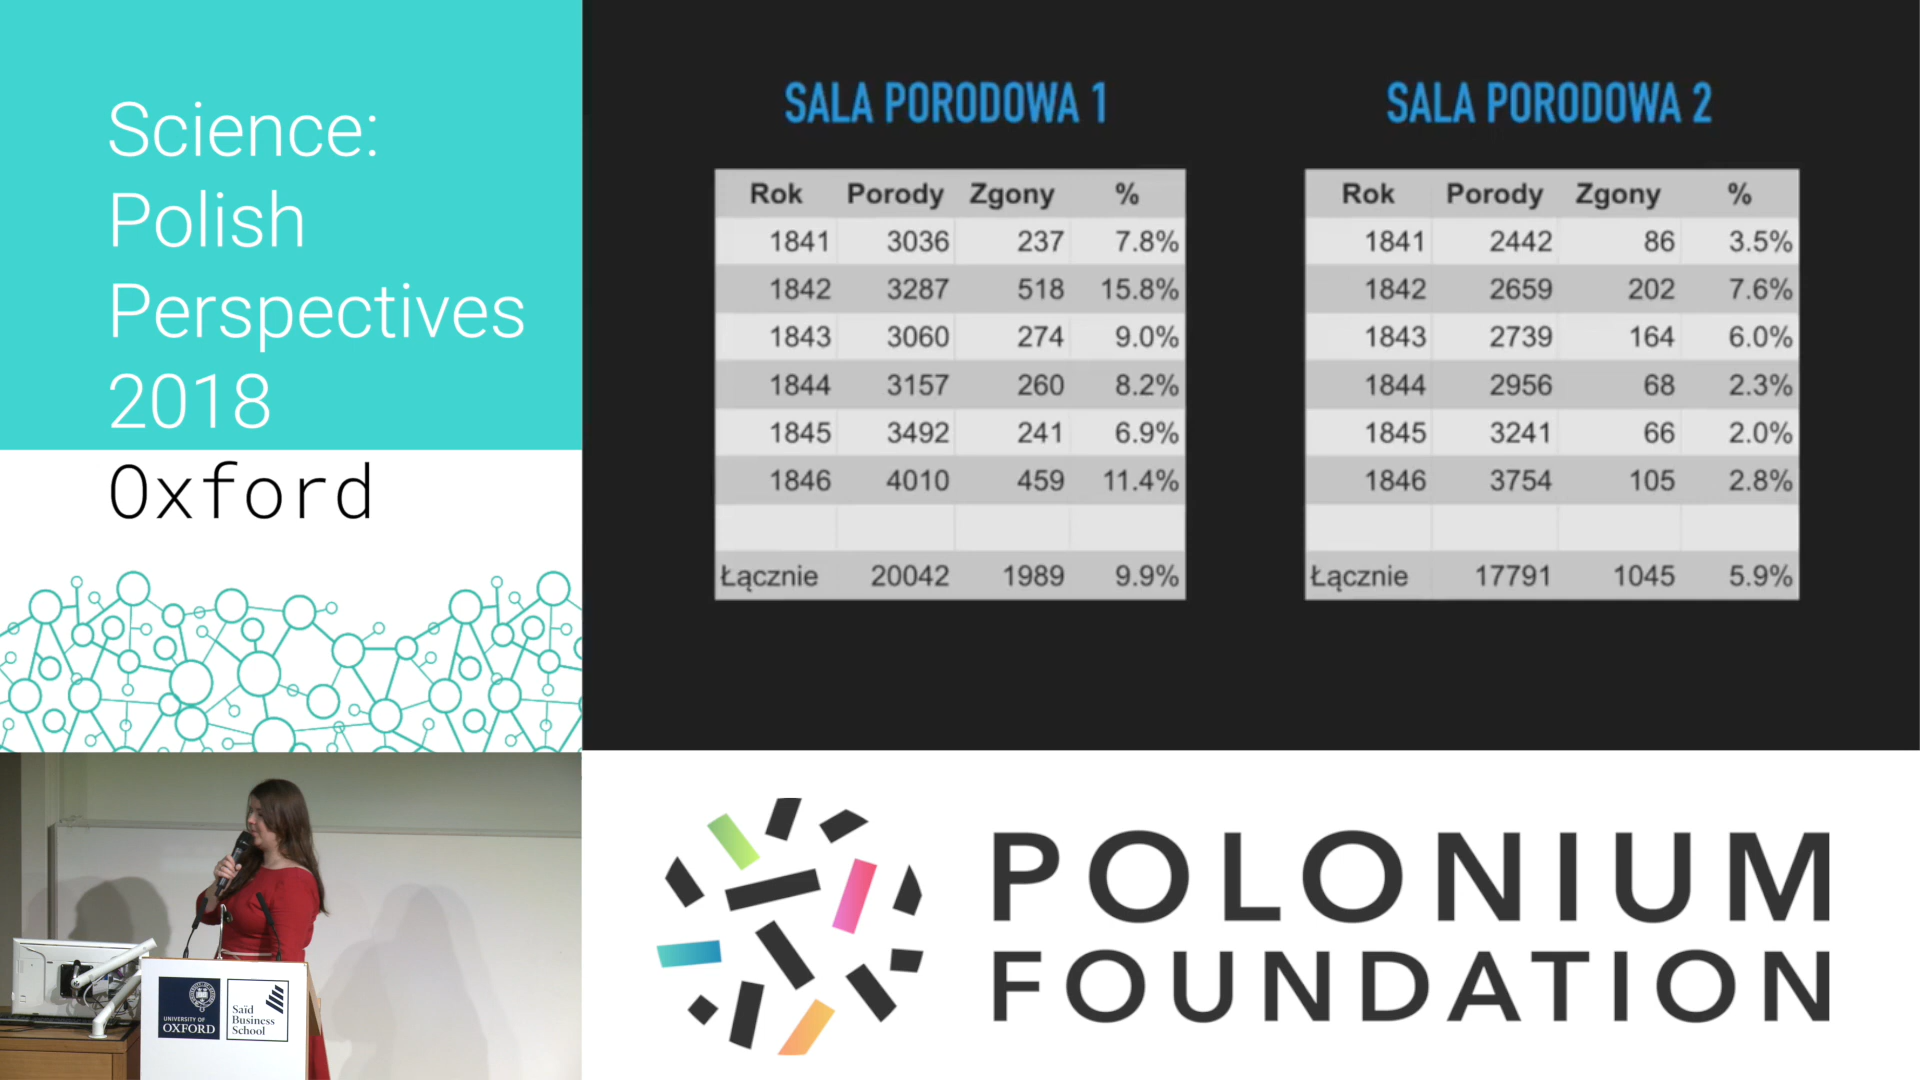 Science:
Polish
Perspectives
2018
Oxford
SALA PORODOWA 1
Rok Porody Zgony %
1841 3036 237 7.8%
1842 3287 518 15.8%
1843 3060 274 9.0%
1844 3157 260 8.2%
1845 3492 241 6.9%
1846 4010 459 11.4%
Łącznie 20042 1989 9.9%
SALA PORODOWA 2
Rok Porody Zgony %
1841 2442 86 3.5%
1842 2659 202 7.6%
1843 2739 164 6.0%
1844 2956 68 2.3%
1845 3241 66 2.0%
1846 3754 105 2.8%
Łącznie 17791 1045 5.9%
UNIVERSITY OF
OXFORD
Saïd
Business
School
POLONIUM
FOUNDATION